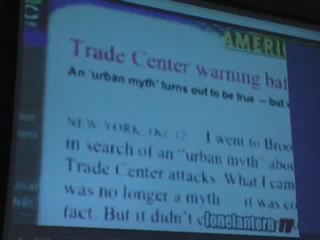 AMERI
Trade Center warning baf
An 'urban myth' turns out to be true — but w
NEW YORK, Oct. 12 I went to Broo
in search of an "urban myth" abou
Trade Center attacks. What I cam
was no longer a myth it was co
fact. But it didn't s
lonelantern TV